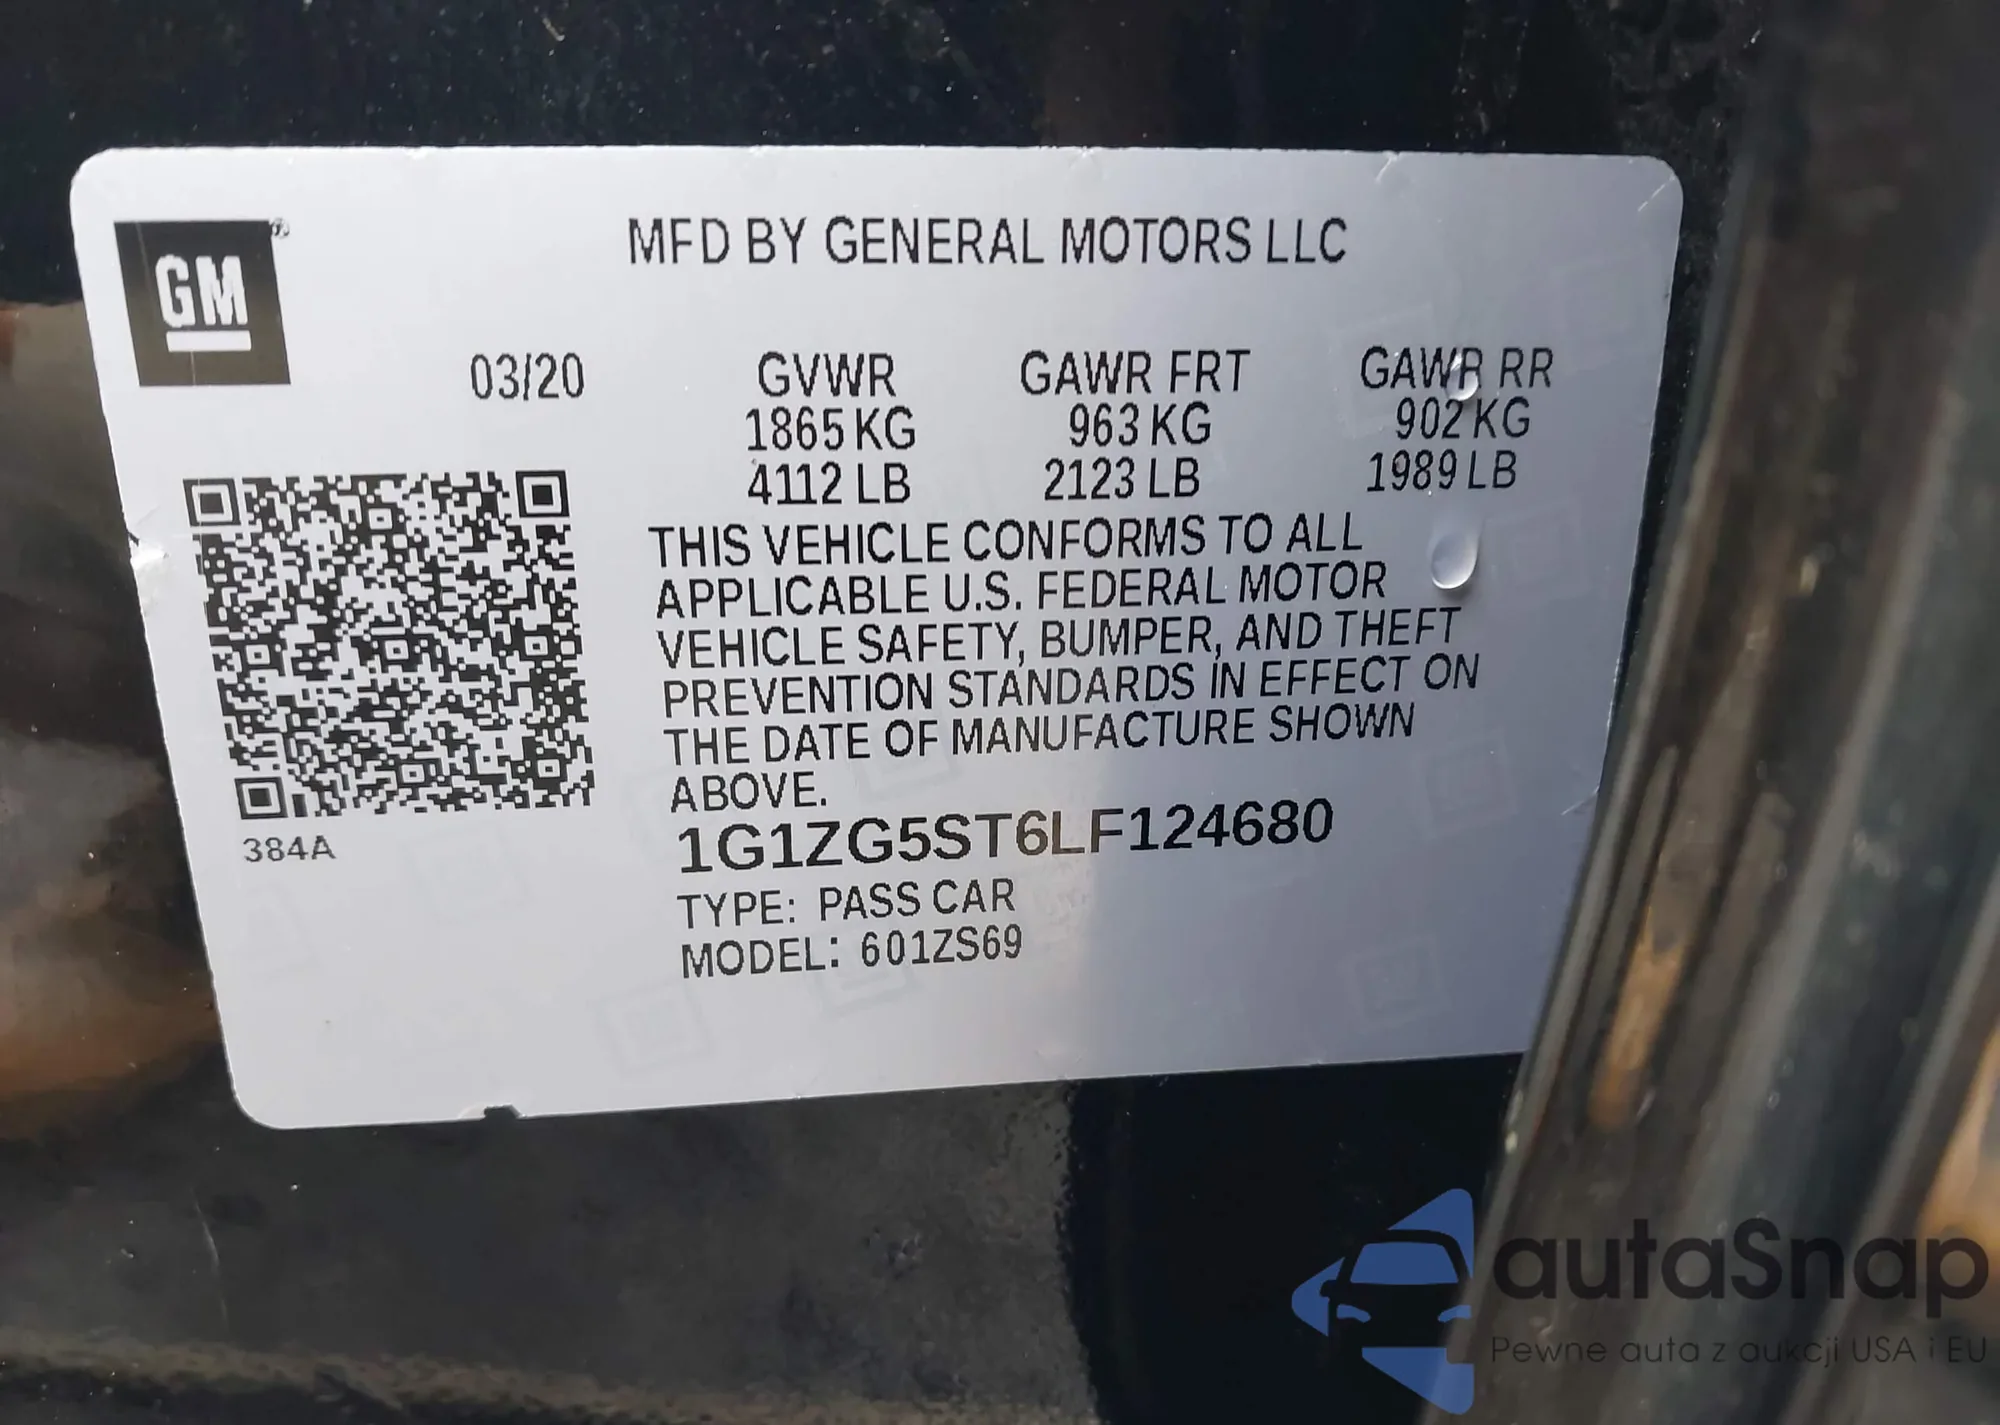 MFD BY GENERAL MOTORS LLC
GM®
03/20 GVWR GAWR FRT GAWR RR
1865 KG 963 KG 902 KG
4112 LB 2123 LB 1989 LB
THIS VEHICLE CONFORMS TO ALL
APPLICABLE U.S. FEDERAL MOTOR
VEHICLE SAFETY, BUMPER, AND THEFT
PREVENTION STANDARDS IN EFFECT ON
THE DATE OF MANUFACTURE SHOWN
ABOVE.
384A
1G1ZG5ST6LF124680
TYPE: PASS CAR
MODEL: 601ZS69
autaSnap
Pewne auta z aukcji USA i EU